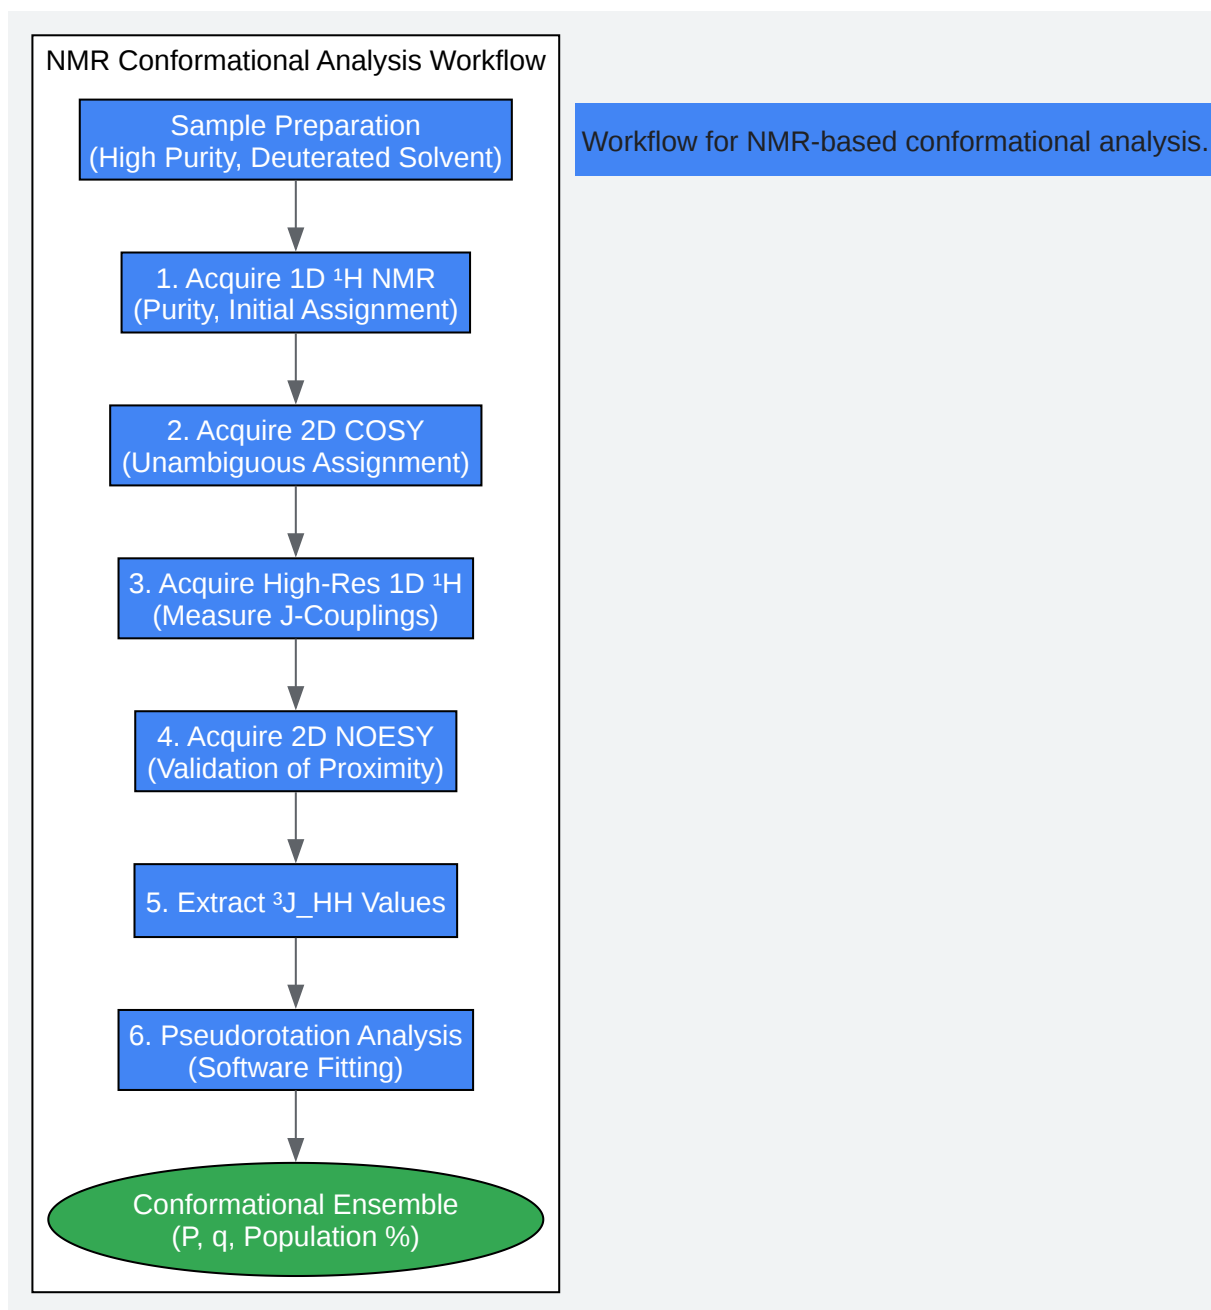 NMR Conformational Analysis Workflow
Sample Preparation
(High Purity, Deuterated Solvent)
Workflow for NMR-based conformational analysis.
1. Acquire 1D ¹H NMR
(Purity, Initial Assignment)
2. Acquire 2D COSY
(Unambiguous Assignment)
3. Acquire High-Res 1D ¹H
(Measure J-Couplings)
4. Acquire 2D NOESY
(Validation of Proximity)
5. Extract ³J_HH Values
6. Pseudorotation Analysis
(Software Fitting)
Conformational Ensemble
(P, q, Population %)